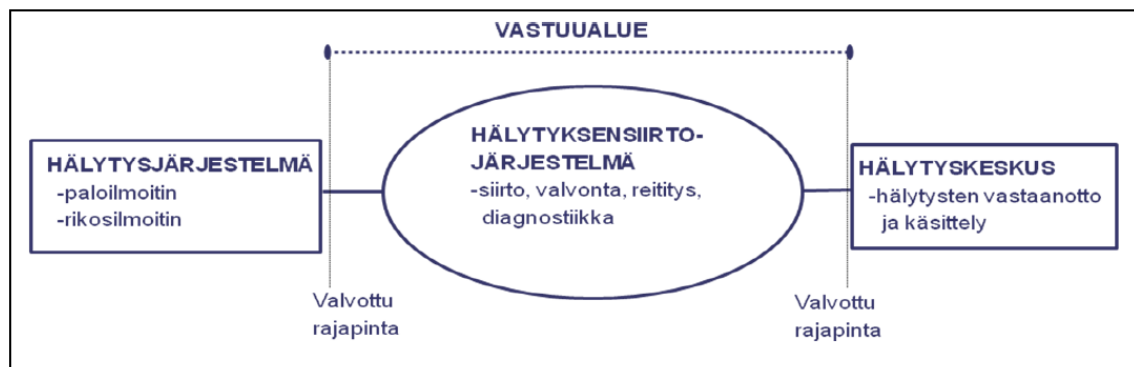 VASTUUALUE
HÄLYTYSJÄRJESTELMÄ
-paloilmoitin
-rikosilmoitin
HÄLYTYKSENSIIRTO-
JÄRJESTELMÄ
-siirto, valvonta, reititys,
diagnostiikka
HÄLYTYSKESKUS
-hälytysten vastaanotto
ja käsittely
Valvottu
rajapinta
Valvottu
rajapinta